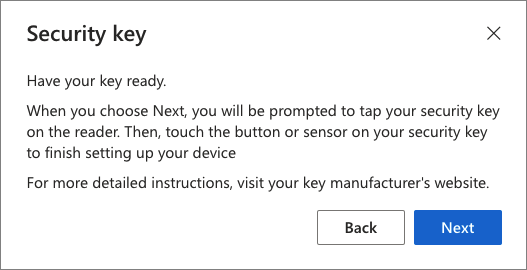 Security key
Have your key ready.
When you choose Next, you will be prompted to tap your security key
on the reader. Then, touch the button or sensor on your security key
to finish setting up your device
For more detailed instructions, visit your key manufacturer's website.
Back
Next